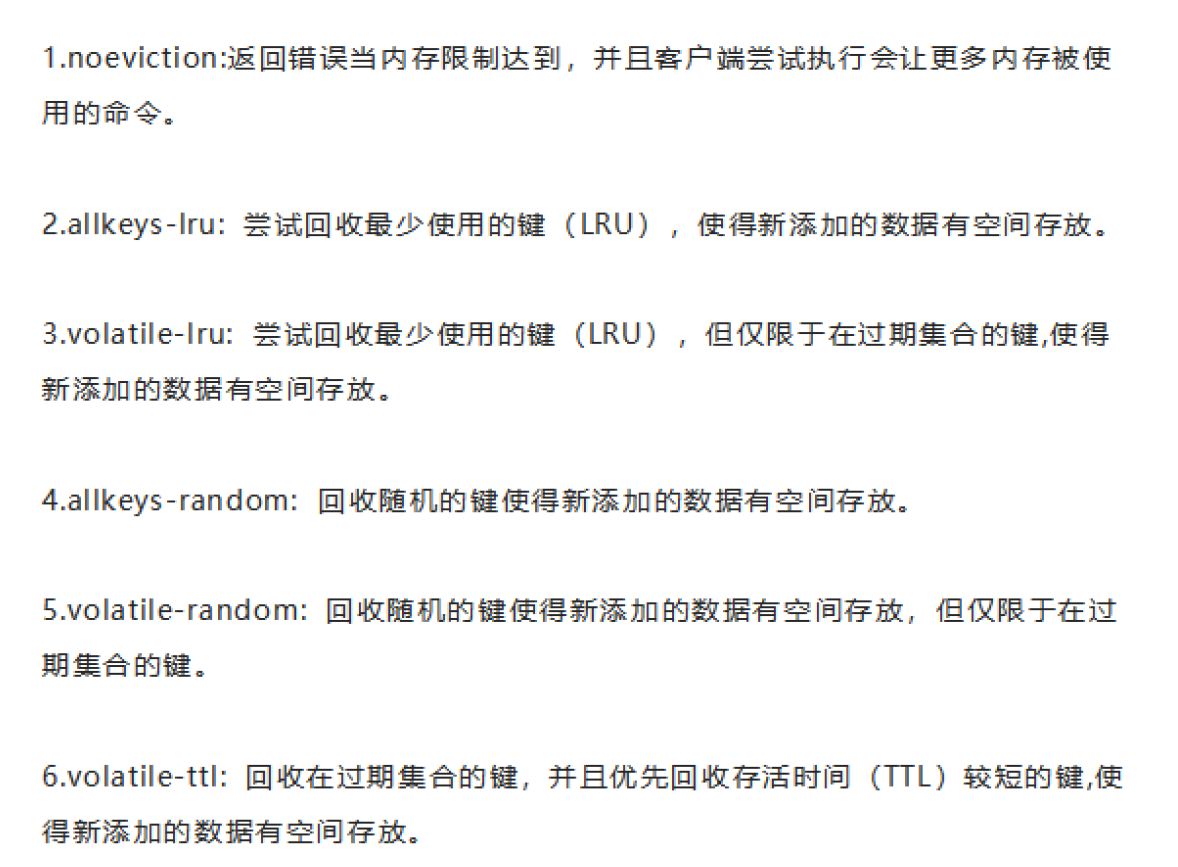 1.noeviction:返回错误当内存限制达到，并且客户端尝试执行会让更多内存被使
用的命令。
2.allkeys-lru: 尝试回收最少使用的键（LRU），使得新添加的数据有空间存放。
3.volatile-lru: 尝试回收最少使用的键（LRU），但仅限于在过期集合的键,使得
新添加的数据有空间存放。
4.allkeys-random: 回收随机的键使得新添加的数据有空间存放。
5.volatile-random: 回收随机的键使得新添加的数据有空间存放，但仅限于在过
期集合的键。
6.volatile-ttl: 回收在过期集合的键，并且优先回收存活时间（TTL）较短的键,使
得新添加的数据有空间存放。